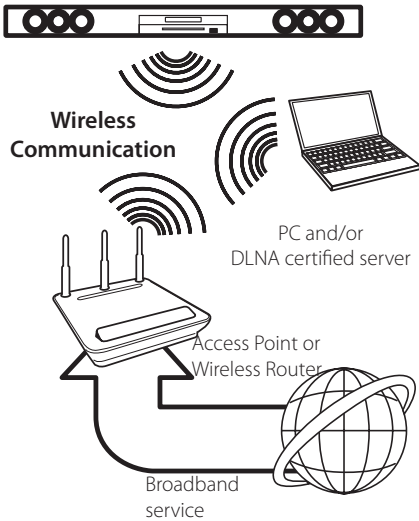 Wireless
Communication
PC and/or
DLNA certified server
Access Point or
Wireless Router
Broadband
service